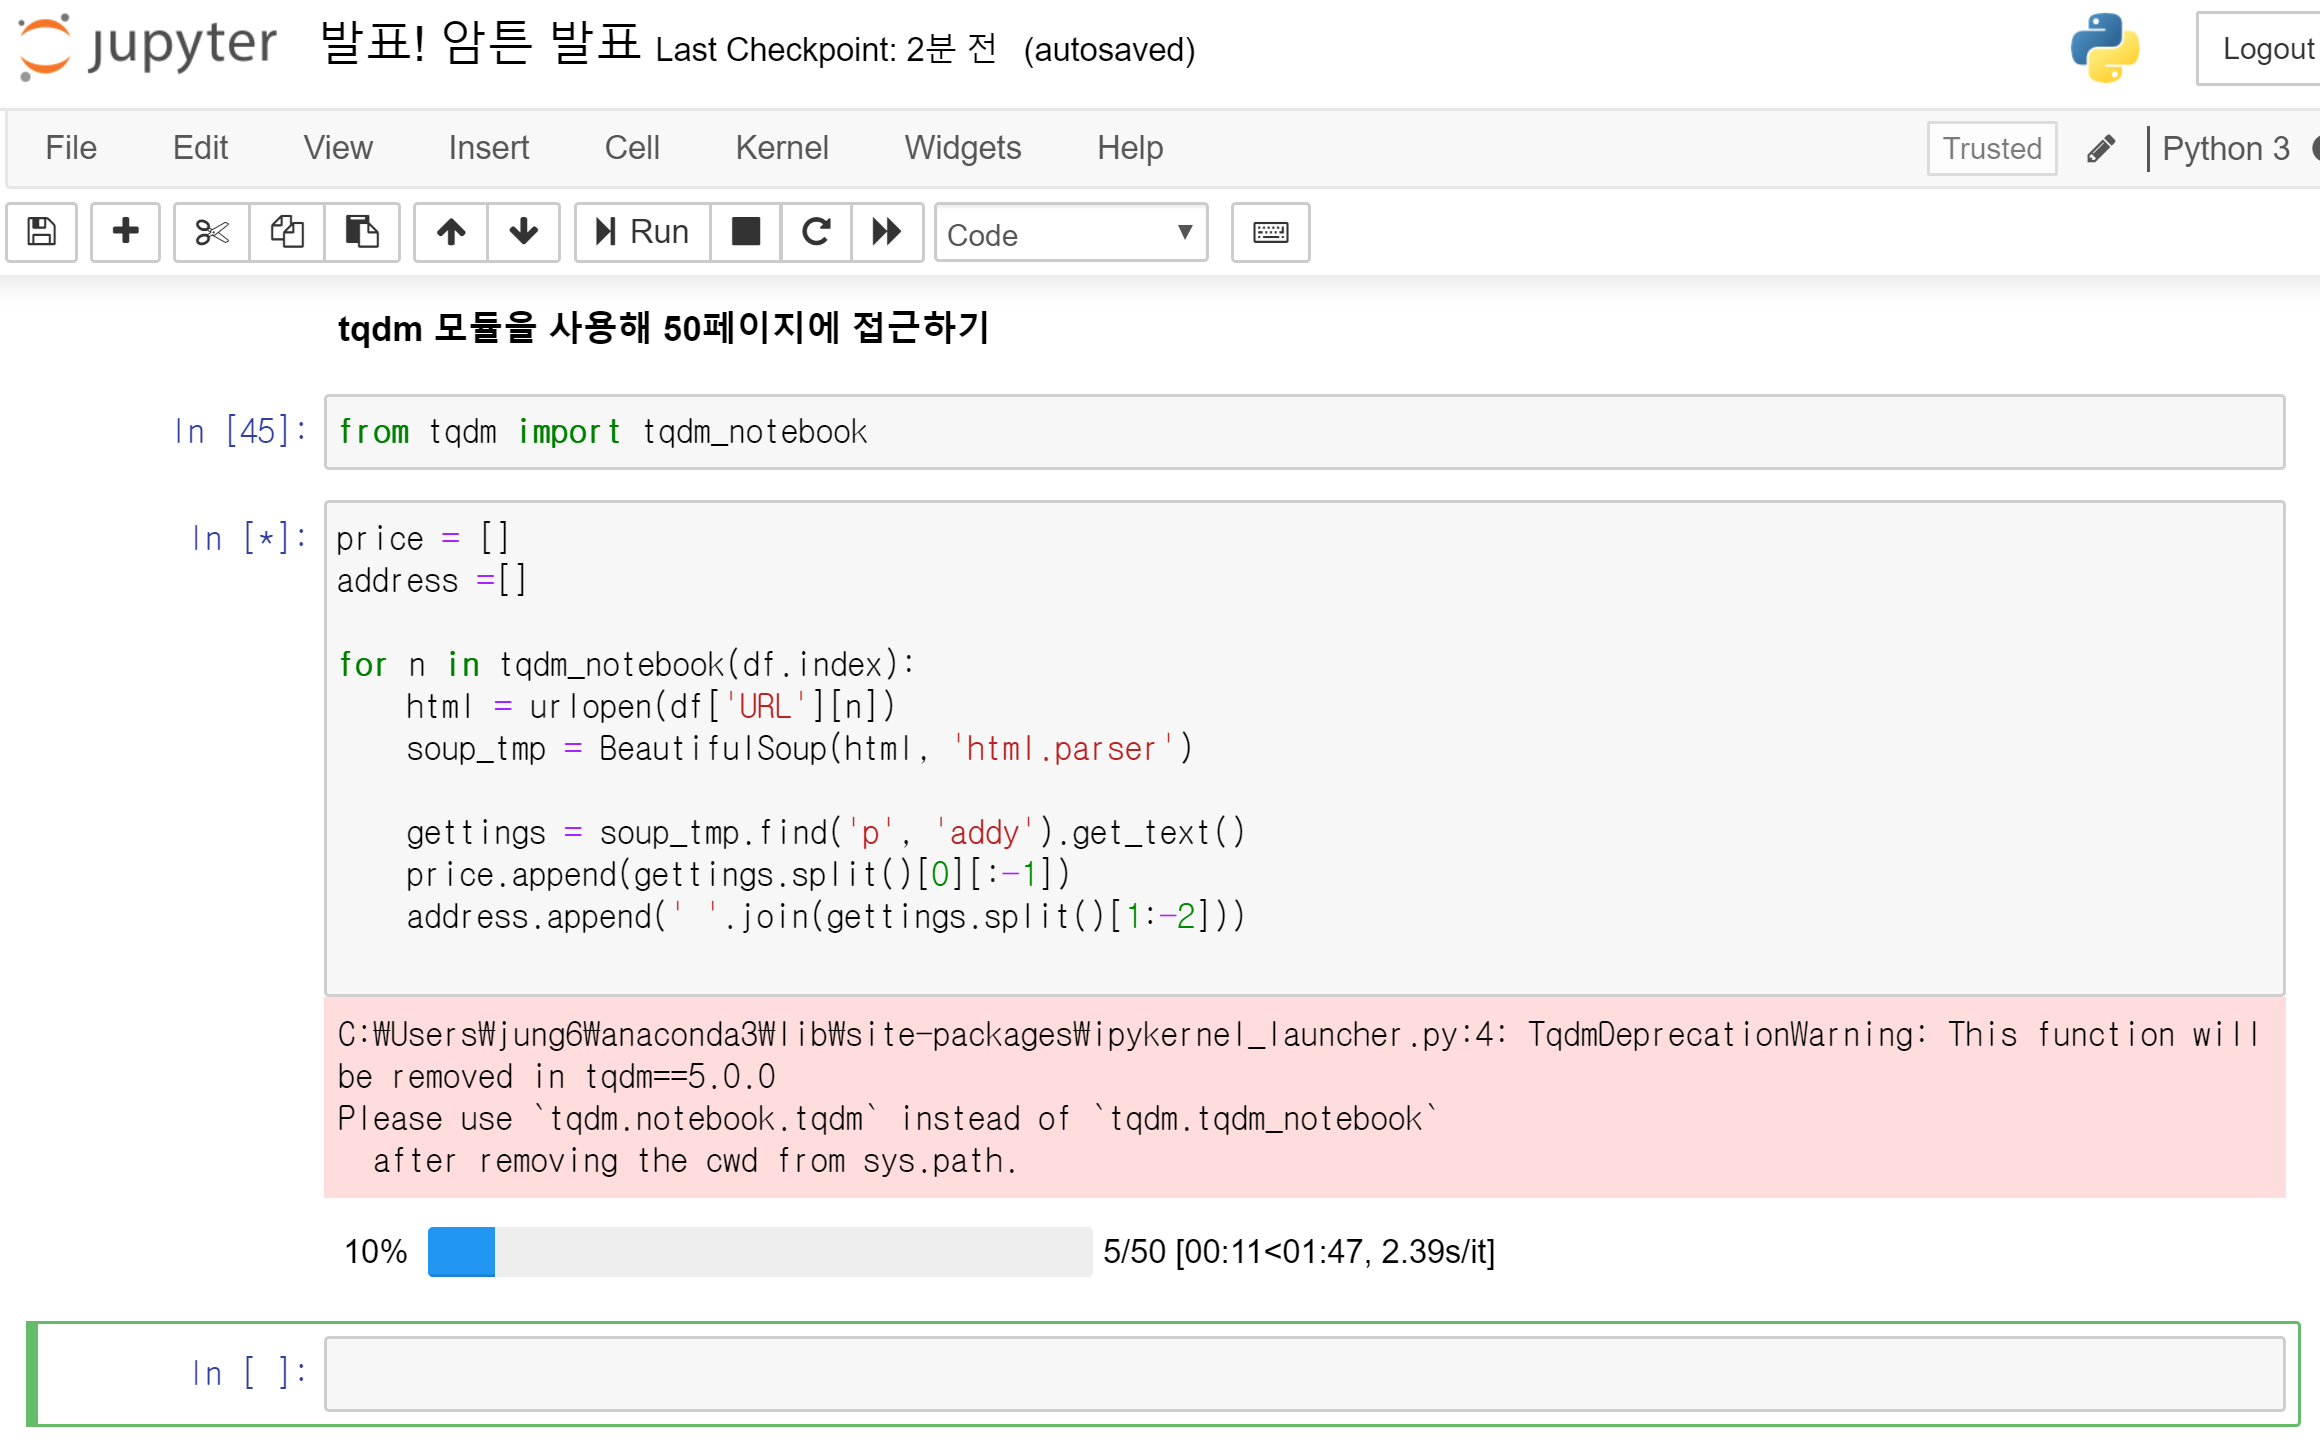 jupyter 발표! 암튼 발표 Last Checkpoint: 2분 전 (autosaved) Logout
File Edit View Insert Cell Kernel Widgets Help Trusted Python 3
Run Code
tqdm 모듈을 사용해 50페이지에 접근하기
In [45]: from tqdm import tqdm_notebook
In [*]: price = []
address =[]
for n in tqdm_notebook(df.index):
    html = urlopen(df['URL'][n])
    soup_tmp = BeautifulSoup(html, 'html.parser')
    gettings = soup_tmp.find('p', 'addy').get_text()
    price.append(gettings.split()[0][:-1])
    address.append(' '.join(gettings.split()[1:-2]))
C:₩Users₩jung6₩anaconda3₩lib₩site-packages₩ipykernel_launcher.py:4: TqdmDeprecationWarning: This function will
be removed in tqdm==5.0.0
Please use `tqdm.notebook.tqdm` instead of `tqdm.tqdm_notebook`
  after removing the cwd from sys.path.
10% 5/50 [00:11<01:47, 2.39s/it]
In [ ]: